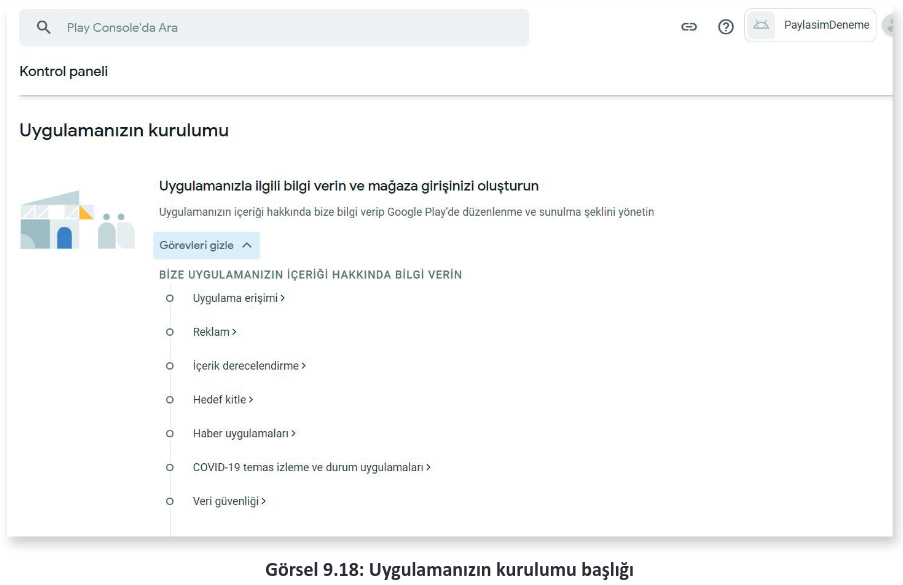 Play Console'da Ara
PaylasimDeneme
Kontrol paneli
Uygulamanızın kurulumu
Uygulamanızla ilgili bilgi verin ve mağaza girişinizi oluşturun
Uygulamanızın içeriği hakkında bize bilgi verip Google Play'de düzenlenme ve sunulma şeklini yönetin
Görevleri gizle
BİZE UYGULAMANIZIN İÇERİĞİ HAKKINDA BİLGİ VERİN
Uygulama erişimi
Reklam
İçerik derecelendirme
Hedef kitle
Haber uygulamaları
COVID-19 temas izleme ve durum uygulamaları
Veri güvenliği
Görsel 9.18: Uygulamanızın kurulumu başlığı